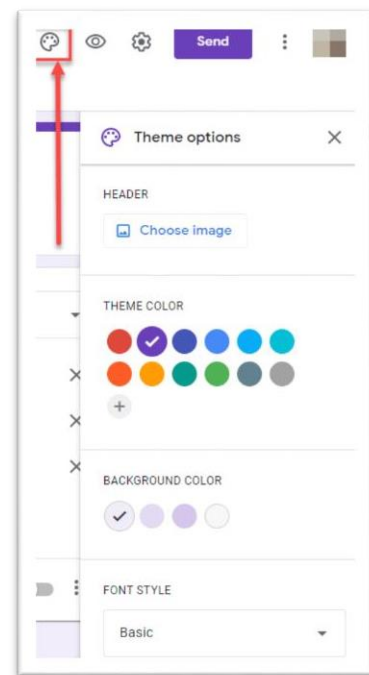 Send
Theme options
HEADER
Choose image
THEME COLOR
BACKGROUND COLOR
FONT STYLE
Basic